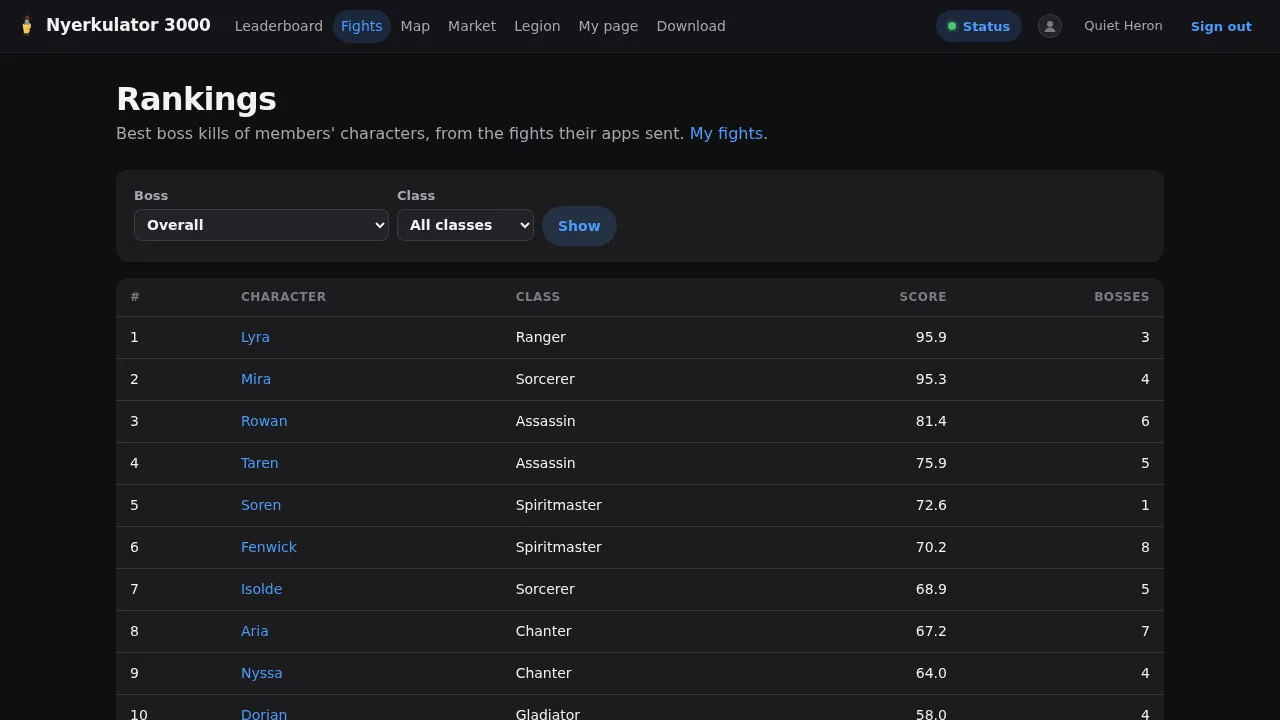 Nyerkulator 3000 Leaderboard Fights Map Market Legion My page Download Status Quiet Heron Sign out
Rankings
Best boss kills of members' characters, from the fights their apps sent. My fights.
Boss Class
Overall All classes Show
# CHARACTER CLASS SCORE BOSSES
1 Lyra Ranger 95.9 3
2 Mira Sorcerer 95.3 4
3 Rowan Assassin 81.4 6
4 Taren Assassin 75.9 5
5 Soren Spiritmaster 72.6 1
6 Fenwick Spiritmaster 70.2 8
7 Isolde Sorcerer 68.9 5
8 Aria Chanter 67.2 7
9 Nyssa Chanter 64.0 4
10 Dorian Gladiator 58.0 4